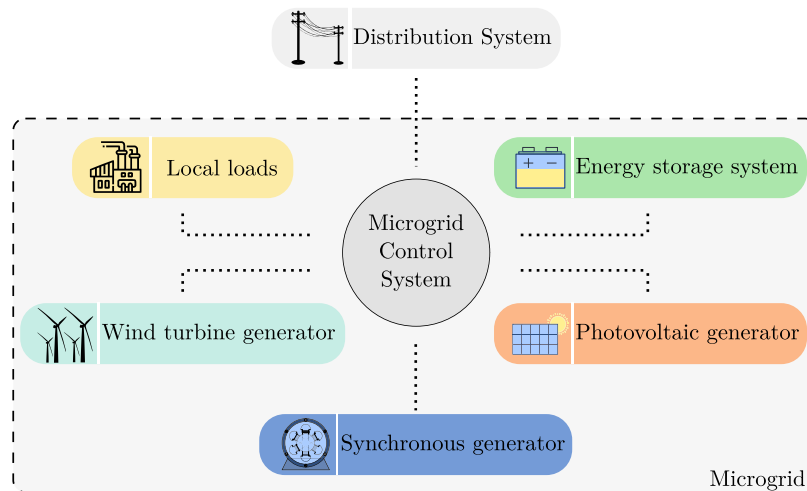 Distribution System
Local loads
Energy storage system
Microgrid
Control
System
Wind turbine generator
Photovoltaic generator
Synchronous generator
Microgrid